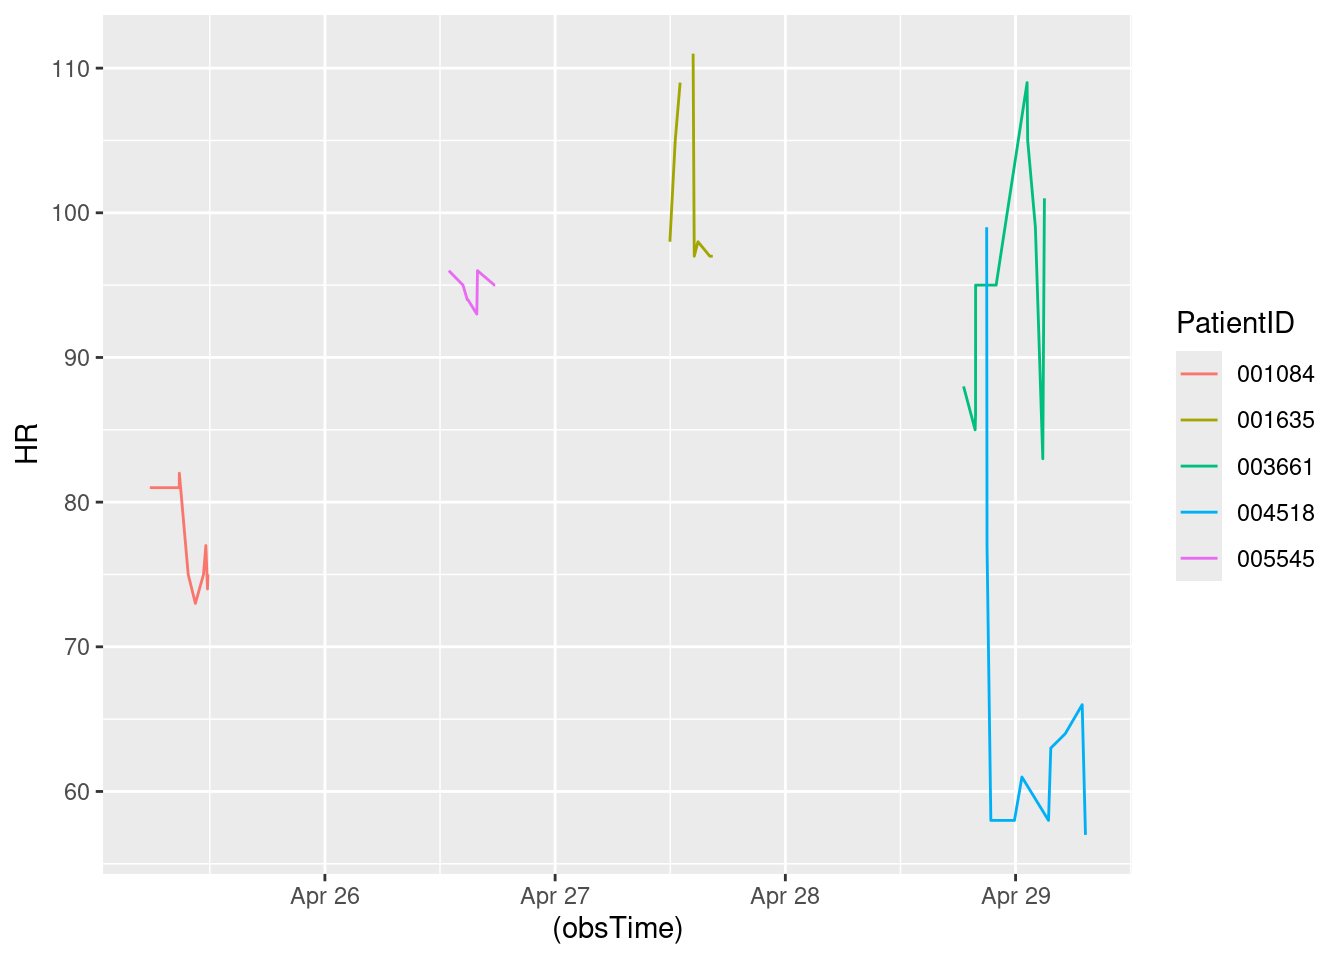 110
100
90
80
70
60
HR
Apr 26
Apr 27
Apr 28
Apr 29
(obsTime)
PatientID
001084
001635
003661
004518
005545